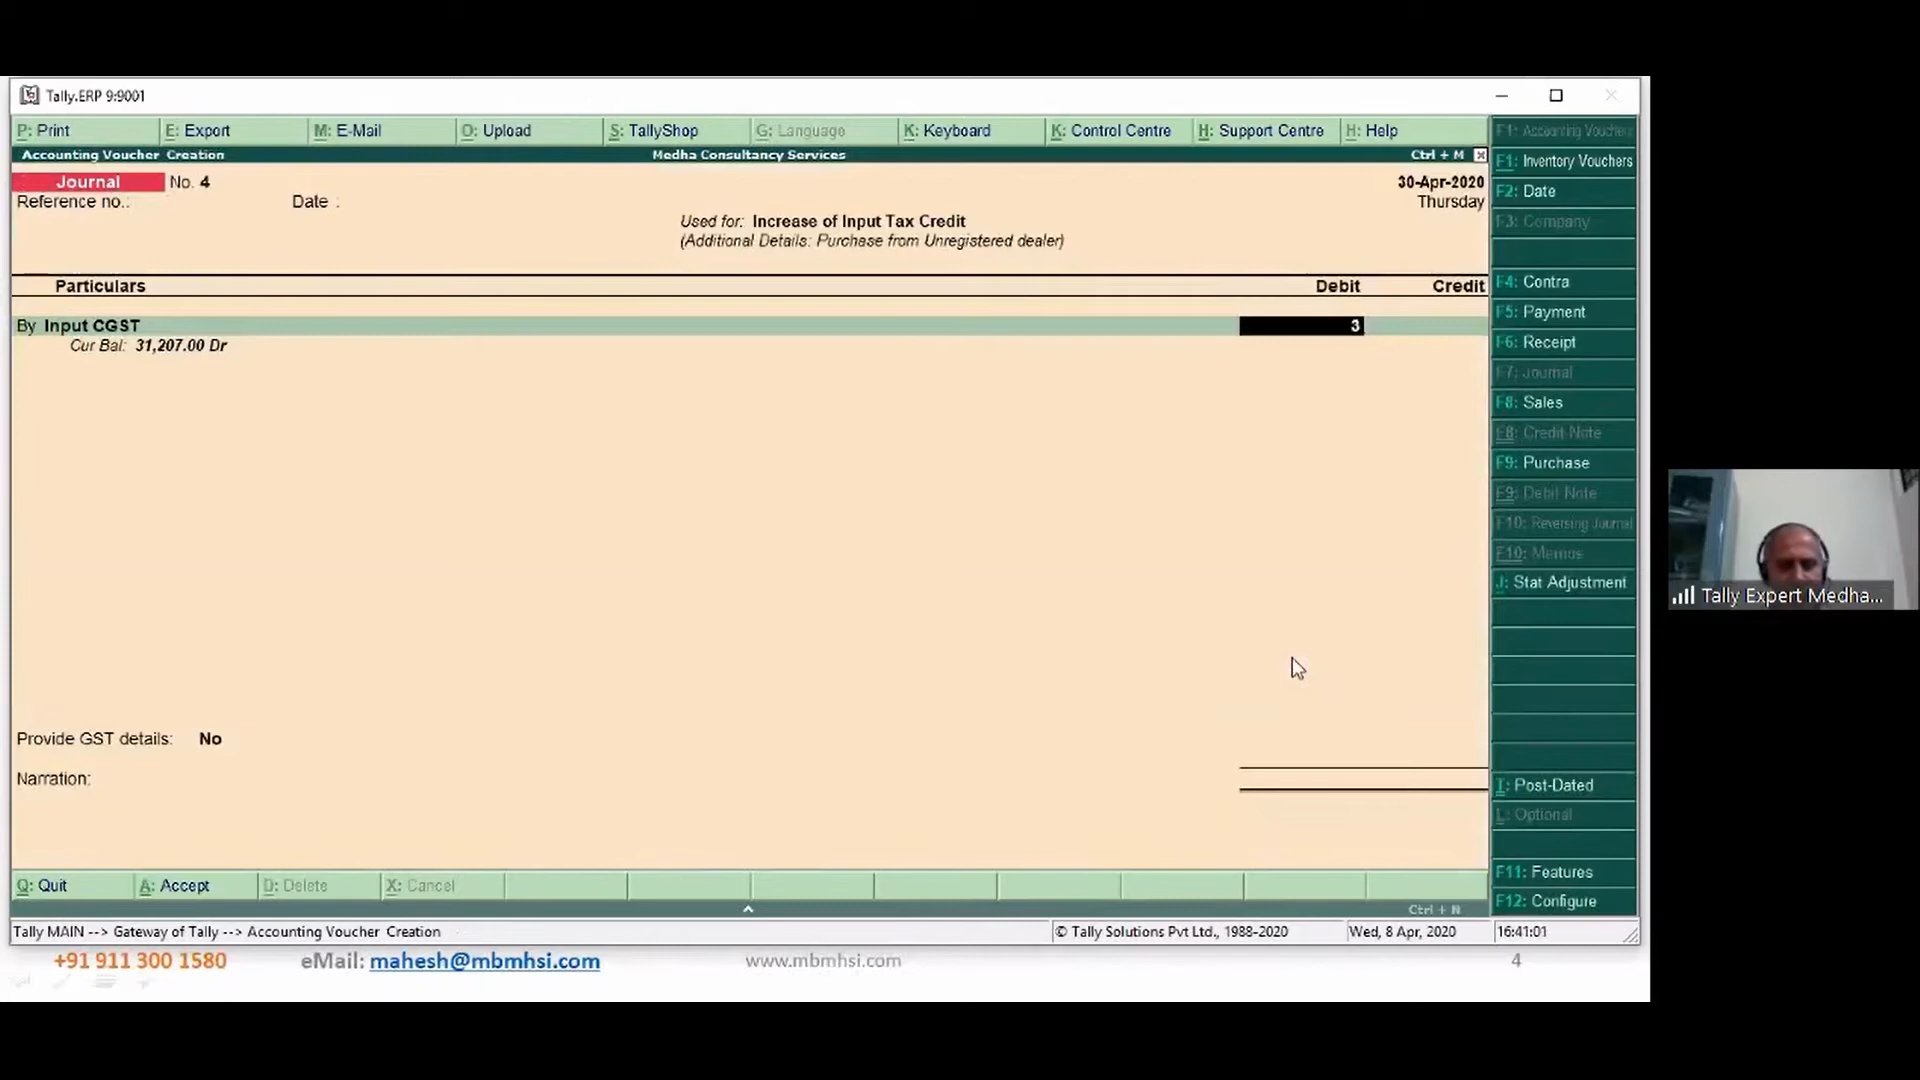 Tally.ERP 9:9001
P: Print E: Export M: E-Mail O: Upload S: TallyShop G: Language K: Keyboard K: Control Centre H: Support Centre H: Help
Accounting Voucher Creation Medha Consultancy Services Ctrl + M
Journal No. 4 30-Apr-2020
Reference no.: Date : Thursday
Used for: Increase of Input Tax Credit
(Additional Details: Purchase from Unregistered dealer)
Particulars Debit Credit
By Input CGST 3
Cur Bal: 31,207.00 Dr
Provide GST details: No
Narration:
F1: Accounting Vouchers
F1: Inventory Vouchers
F2: Date
F3: Company
F4: Contra
F5: Payment
F6: Receipt
F7: Journal
F8: Sales
F8: Credit Note
F9: Purchase
F9: Debit Note
F10: Reversing Journal
F10: Memos
J: Stat Adjustment
T: Post-Dated
L: Optional
F11: Features
F12: Configure
Q: Quit A: Accept D: Delete X: Cancel
Ctrl + N
Tally MAIN --> Gateway of Tally --> Accounting Voucher Creation © Tally Solutions Pvt Ltd., 1988-2020 Wed, 8 Apr, 2020 16:41:01
+91 911 300 1580 eMail: mahesh@mbmhsi.com www.mbmhsi.com 4
Tally Expert Medha...